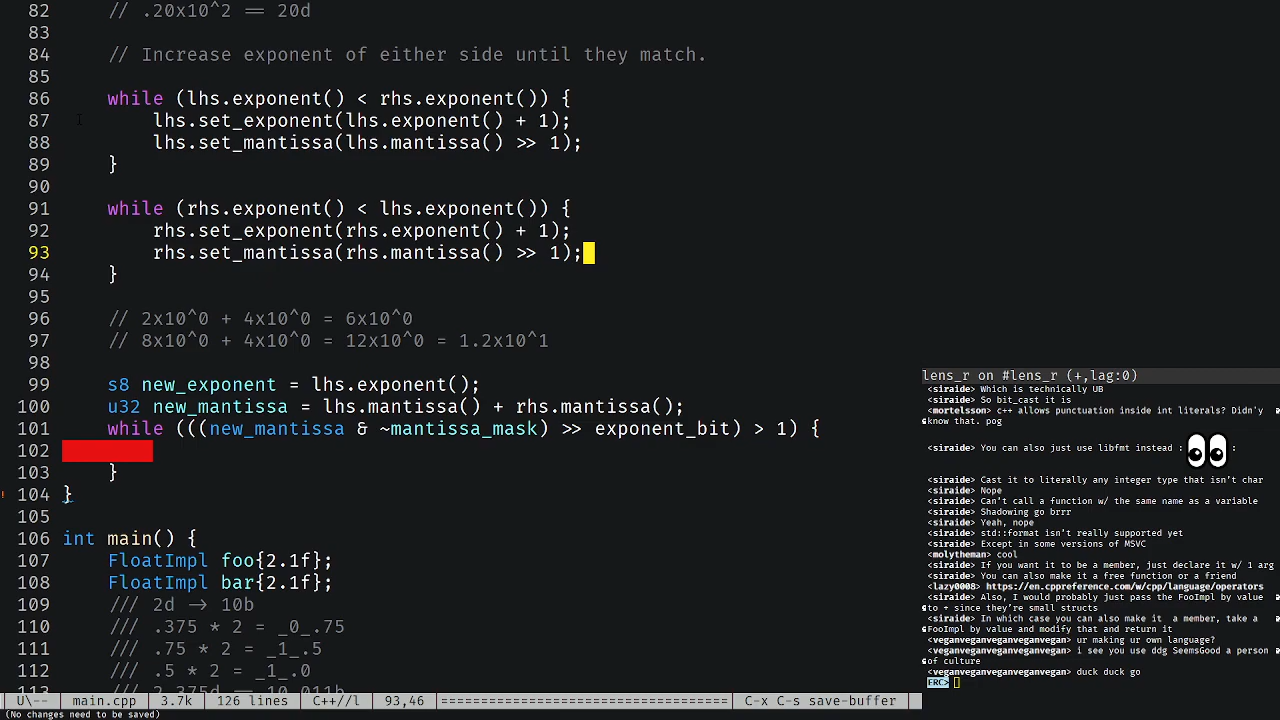 82 // .20x10^2 == 20d
83
84 // Increase exponent of either side until they match.
85
86 while (lhs.exponent() < rhs.exponent()) {
87 lhs.set_exponent(lhs.exponent() + 1);
88 lhs.set_mantissa(lhs.mantissa() >> 1);
89 }
90
91 while (rhs.exponent() < lhs.exponent()) {
92 rhs.set_exponent(rhs.exponent() + 1);
93 rhs.set_mantissa(rhs.mantissa() >> 1);
94 }
95
96 // 2x10^0 + 4x10^0 = 6x10^0
97 // 8x10^0 + 4x10^0 = 12x10^0 = 1.2x10^1
98
99 s8 new_exponent = lhs.exponent();
100 u32 new_mantissa = lhs.mantissa() + rhs.mantissa();
101 while (((new_mantissa & ~mantissa_mask) >> exponent_bit) > 1) {
102
103 }
! 104 }
105
106 int main() {
107 FloatImpl foo{2.1f};
108 FloatImpl bar{2.1f};
109 /// 2d -> 10b
110 /// .375 * 2 = _0_.75
111 /// .75 * 2 = _1_.5
112 /// .5 * 2 = _1_.0
113 /// 2.375d == 10.011b
U\-- main.cpp 3.7k 126 lines C++//l 93,46 C-x C-s save-buffer
(No changes need to be saved)
lens_r on #lens_r (+,lag:0)
<siraide> Which is technically UB
<siraide> So bit_cast it is
<mortelsson> c++ allows punctuation inside int literals? Didn'y
know that. pog
<siraide> You can also just use libfmt instead : :
<siraide> Cast it to literally any integer type that isn't char
<siraide> Nope
<siraide> Can't call a function w/ the same name as a variable
<siraide> Shadowing go brrr
<siraide> Yeah, nope
<siraide> std::format isn't really supported yet
<siraide> Except in some versions of MSVC
<molytheman> cool
<siraide> If you want it to be a member, just declare it w/ 1 arg
<siraide> You can also make it a free function or a friend
<lazy0008> https://en.cppreference.com/w/cpp/language/operators
<siraide> Also, I would probably just pass the FooImpl by value
to + since they're small structs
<siraide> In which case you can also make it a member, take a
FooImpl by value and modify that and return it
<veganveganveganveganvegan> ur making ur own language?
<veganveganveganveganvegan> i see you use ddg SeemsGood a person
of culture
<veganveganveganveganvegan> duck duck go
ERC>